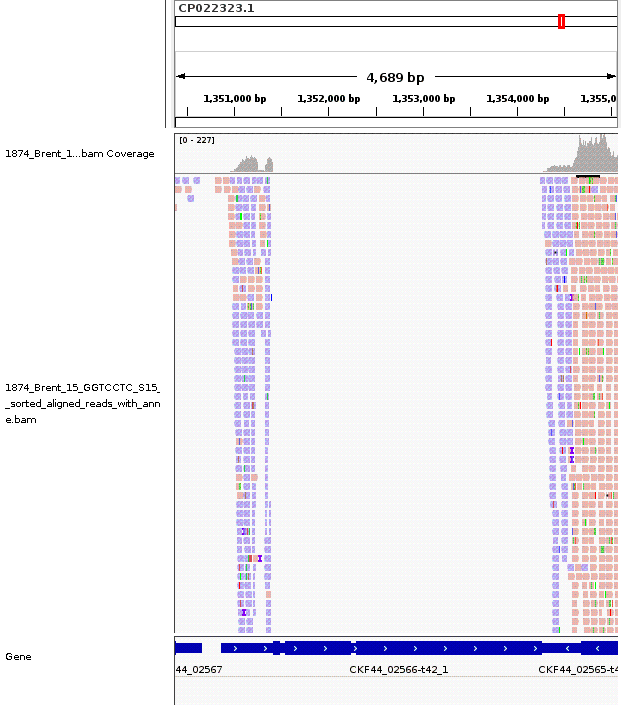 CP022323.1
4,689 bp
1,351,000 bp 1,352,000 bp 1,353,000 bp 1,354,000 bp 1,355,0
[0 - 227]
1874_Brent_1...bam Coverage
1874_Brent_15_GGTCCTC_S15_
_sorted_aligned_reads_with_ann
e.bam
Gene
44_02567 CKF44_02566-t42_1 CKF44_02565-t4